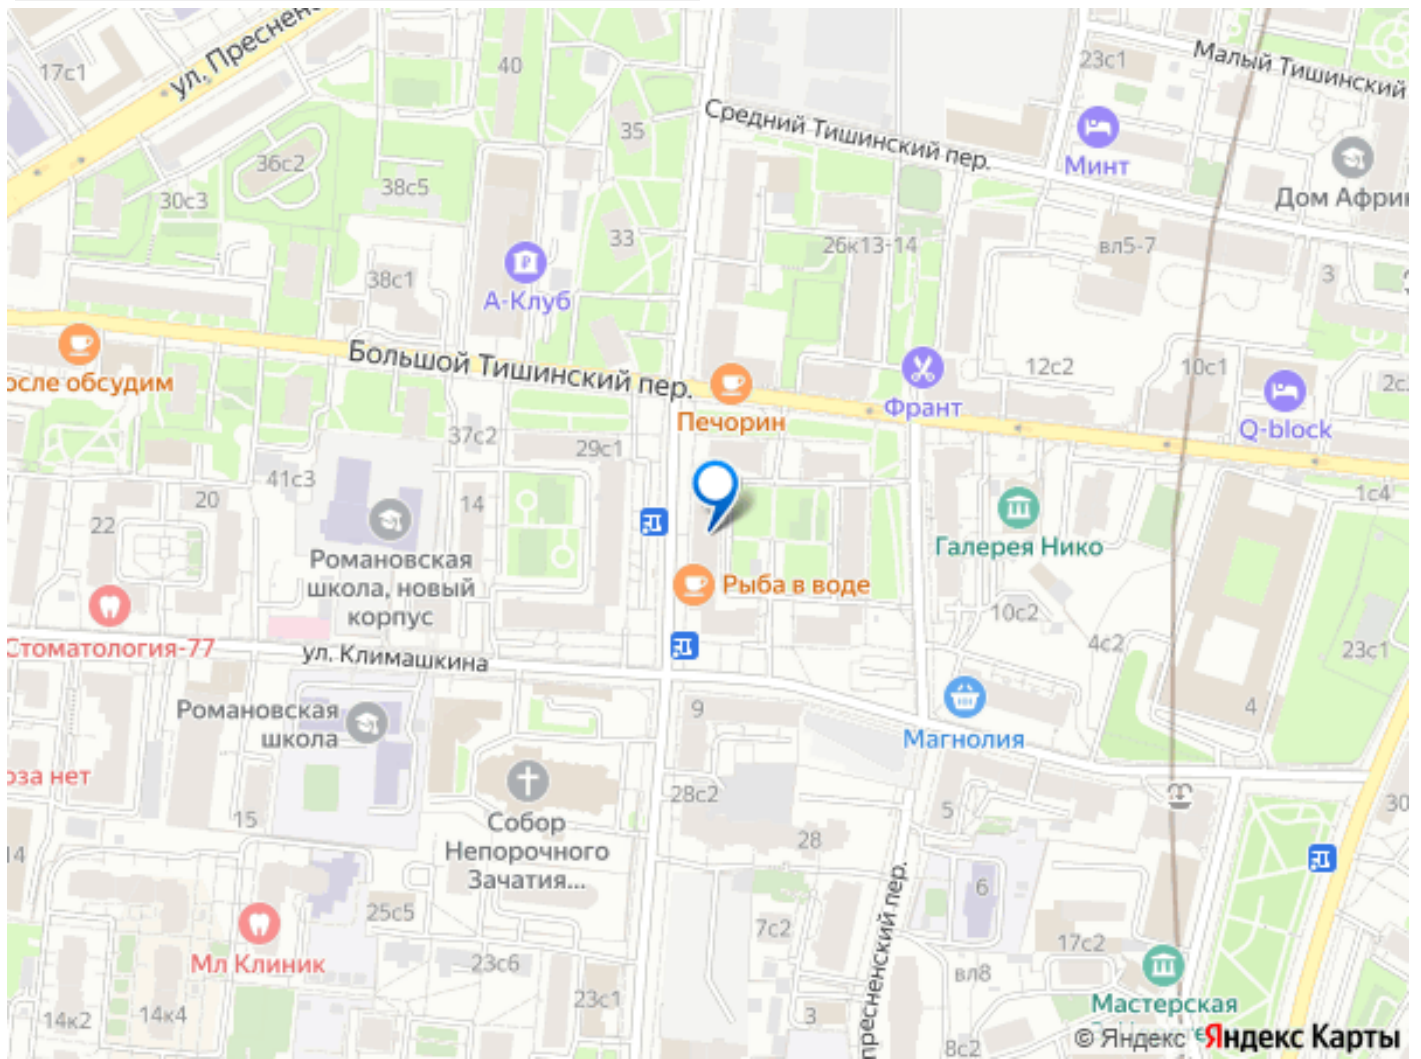 ул. Преснен
17с1
40
23с1
Малый Тишинский
Средний Тишинский пер.
35
Минт
36с2
38с5
30с3
Дом Африк
33
26к13-14
вл5-7
38с1
3
А-Клуб
Большой Тишинский пер.
осле обсудим
Печорин
Франт
12с2
10с1
2с
Q-block
37с2
29с1
41с3
20
14
22
1с4
Романовская
школа, новый
корпус
Галерея Нико
Рыба в воде
10с2
4с2
23с1
Стоматология-77
ул. Климашкина
Романовская
школа
9
4
Магнолия
оза нет
28с2
15
Собор
Непорочного
Зачатия...
5
28
30
14
6
25с5
7с2
пресненский пер.
17с2
Мл Клиник
23с6
вл8
23с1
14к2
14к4
3
Мастерская
8с2
© Яндекс
Яндекс Карты